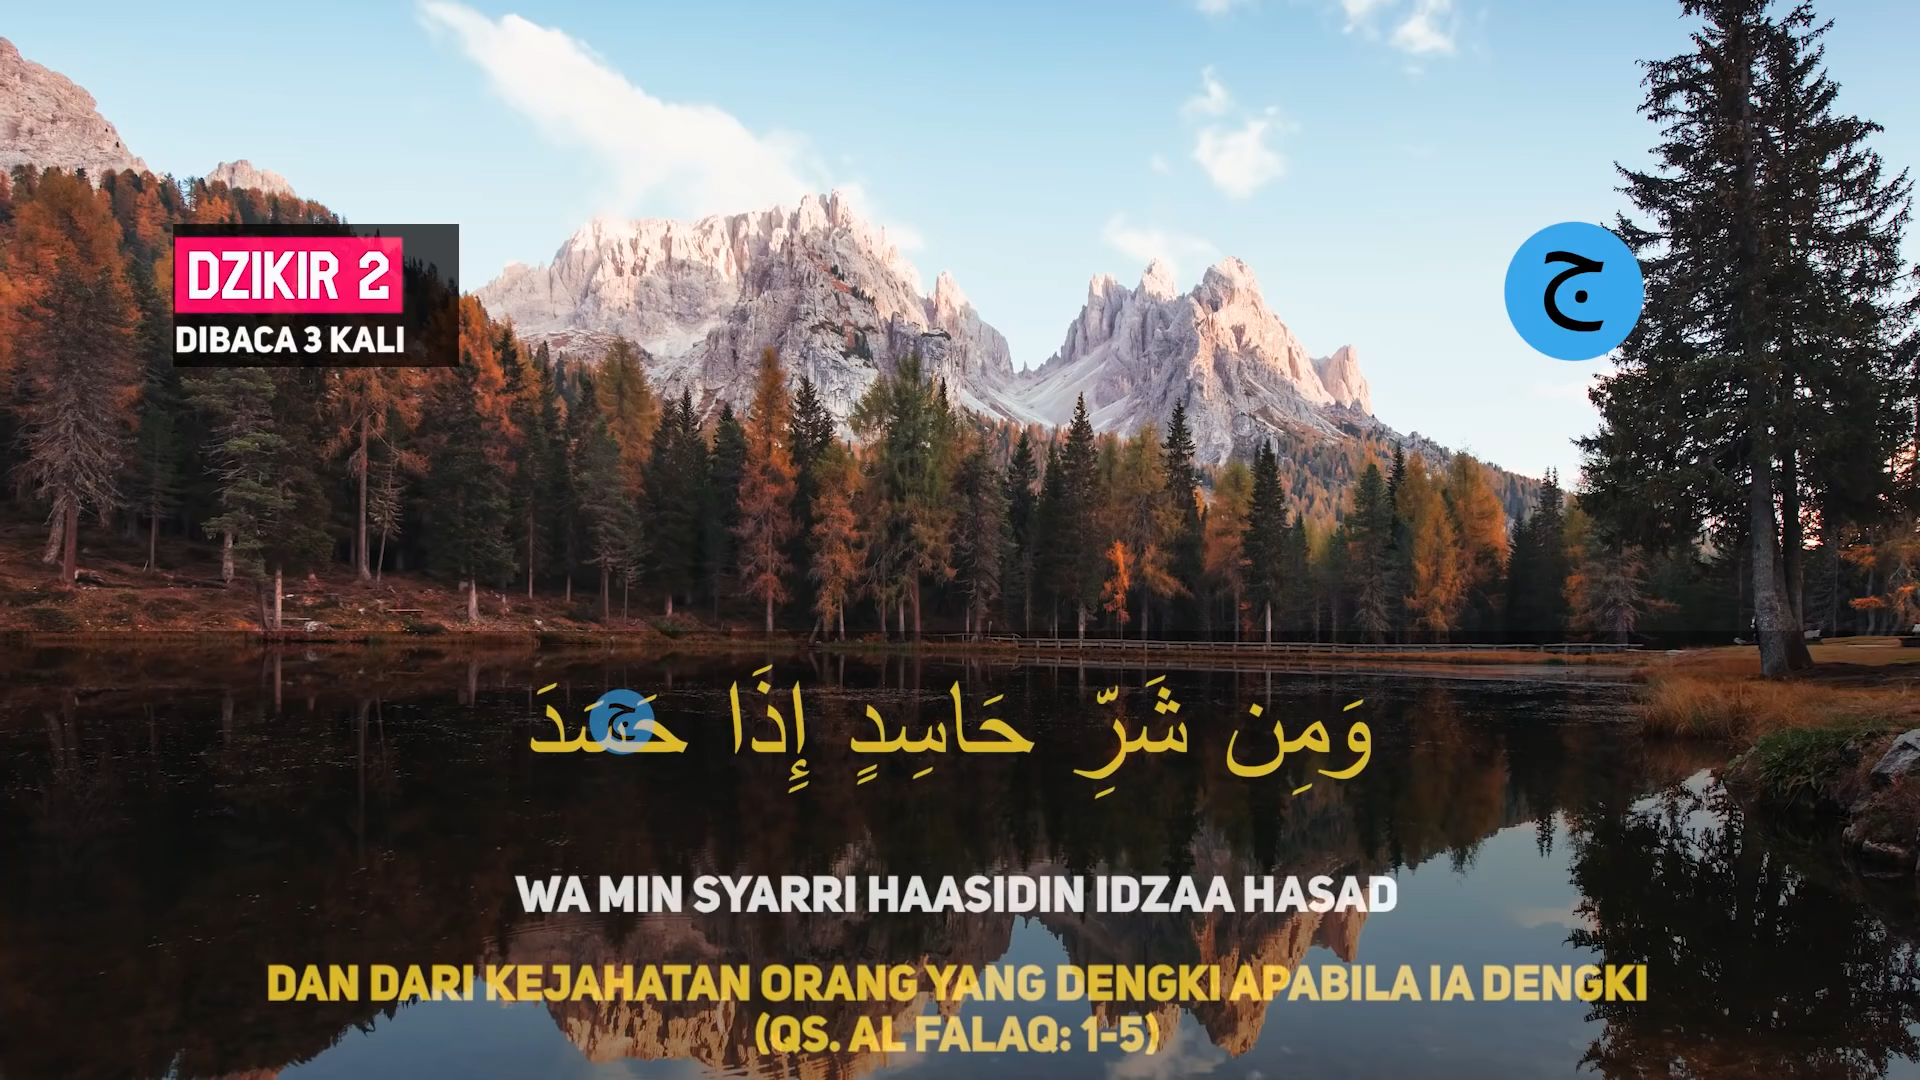 DZIKIR 2
DIBACA 3 KALI
ج
وَمِن شَرِّ حَاسِدٍ إِذَا حَسَدَ
ج
WA MIN SYARRI HAASIDIN IDZAA HASAD
DAN DARI KEJAHATAN ORANG YANG DENGKI APABILA IA DENGKI
(QS. AL FALAQ: 1-5)